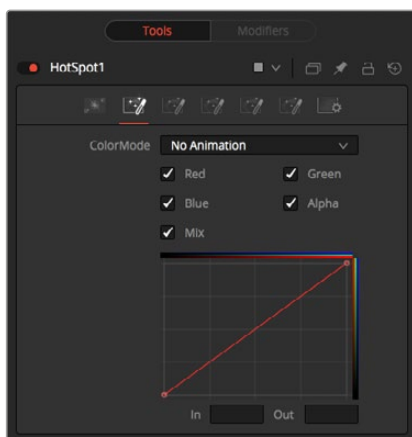 Tools Modifiers
HotSpot1
ColorMode No Animation
Red Green
Blue Alpha
Mix
In Out